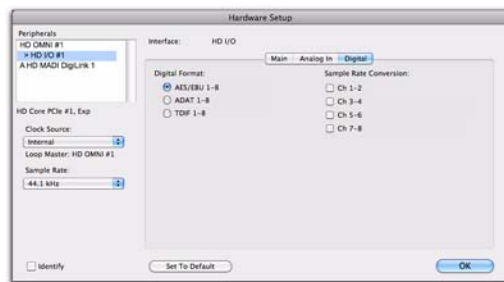 Hardware Setup
Peripherals
HD OMNI #1
> HD I/O #1
A HD MADI DigiLink 1
HD Core PCIe #1, Exp
Clock Source:
Internal
Loop Master: HD OMNI #1
Sample Rate:
44.1 kHz
Identify
Interface: HD I/O
Main Analog In Digital
Digital Format:
AES/EBU 1-8
ADAT 1-8
TDIF 1-8
Sample Rate Conversion:
Ch 1-2
Ch 3-4
Ch 5-6
Ch 7-8
Set To Default
OK